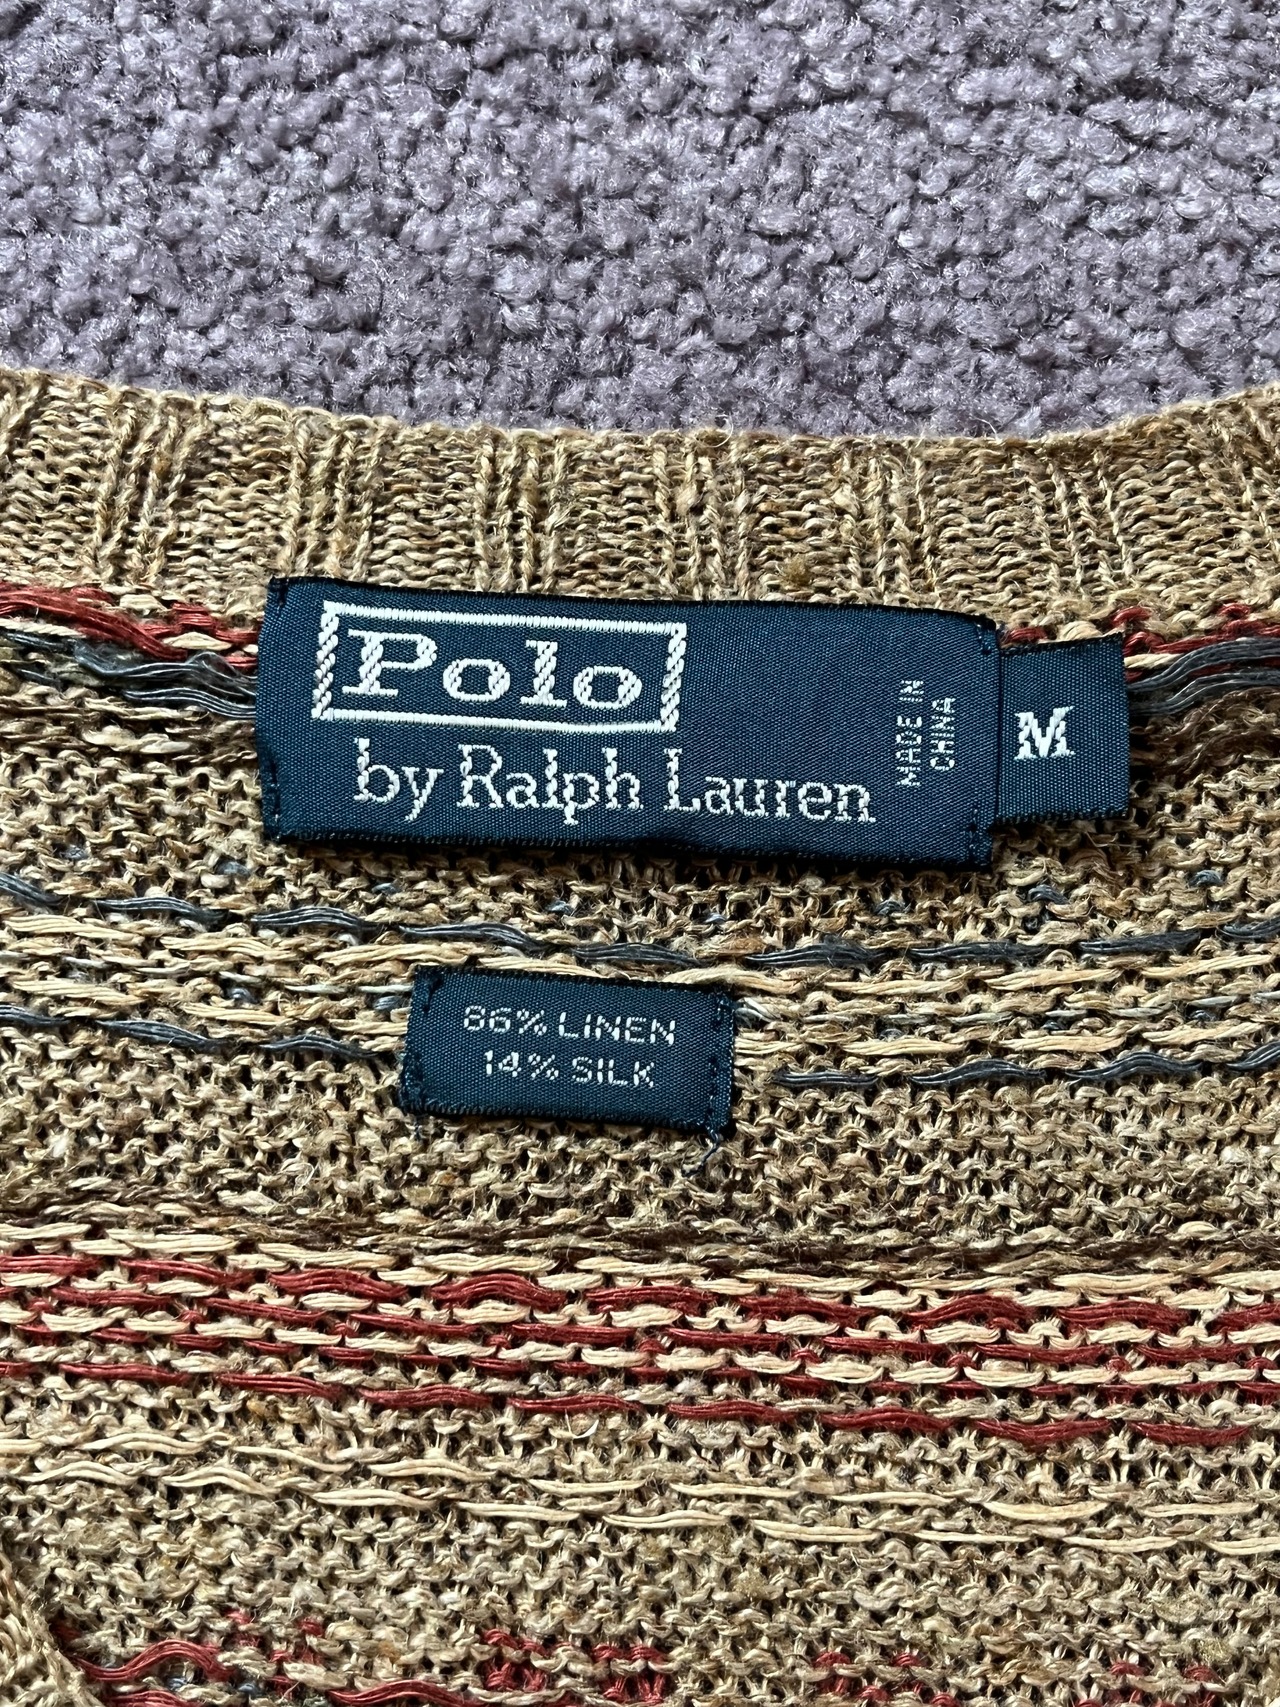 Polo
by Ralph Lauren
MADE IN
CHINA
M
86% LINEN
14% SILK